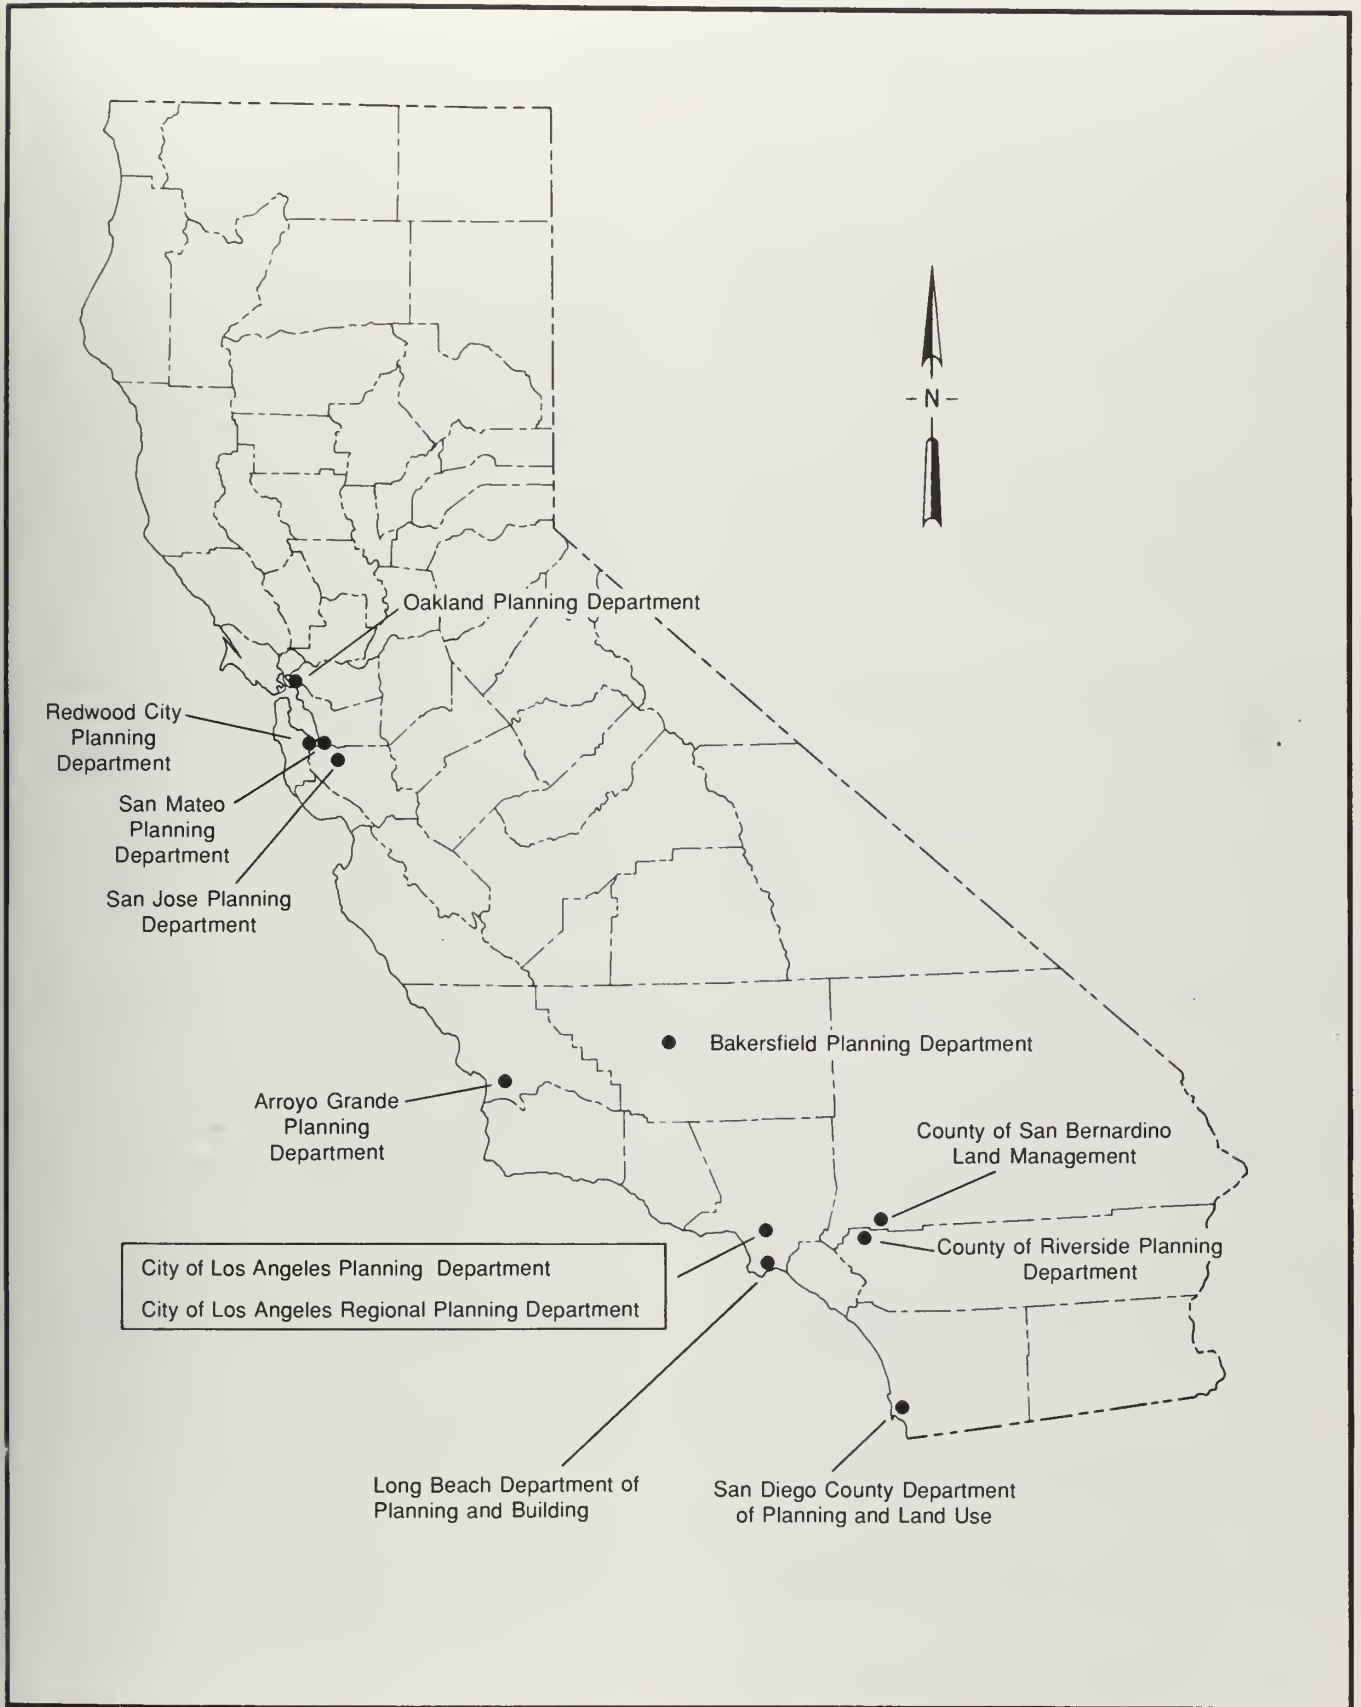 - N -
Oakland Planning Department
Redwood City
Planning
Department
San Mateo
Planning
Department
San Jose Planning
Department
Bakersfield Planning Department
Arroyo Grande
Planning
Department
County of San Bernardino
Land Management
County of Riverside Planning
Department
City of Los Angeles Planning Department
City of Los Angeles Regional Planning Department
Long Beach Department of
Planning and Building
San Diego County Department
of Planning and Land Use